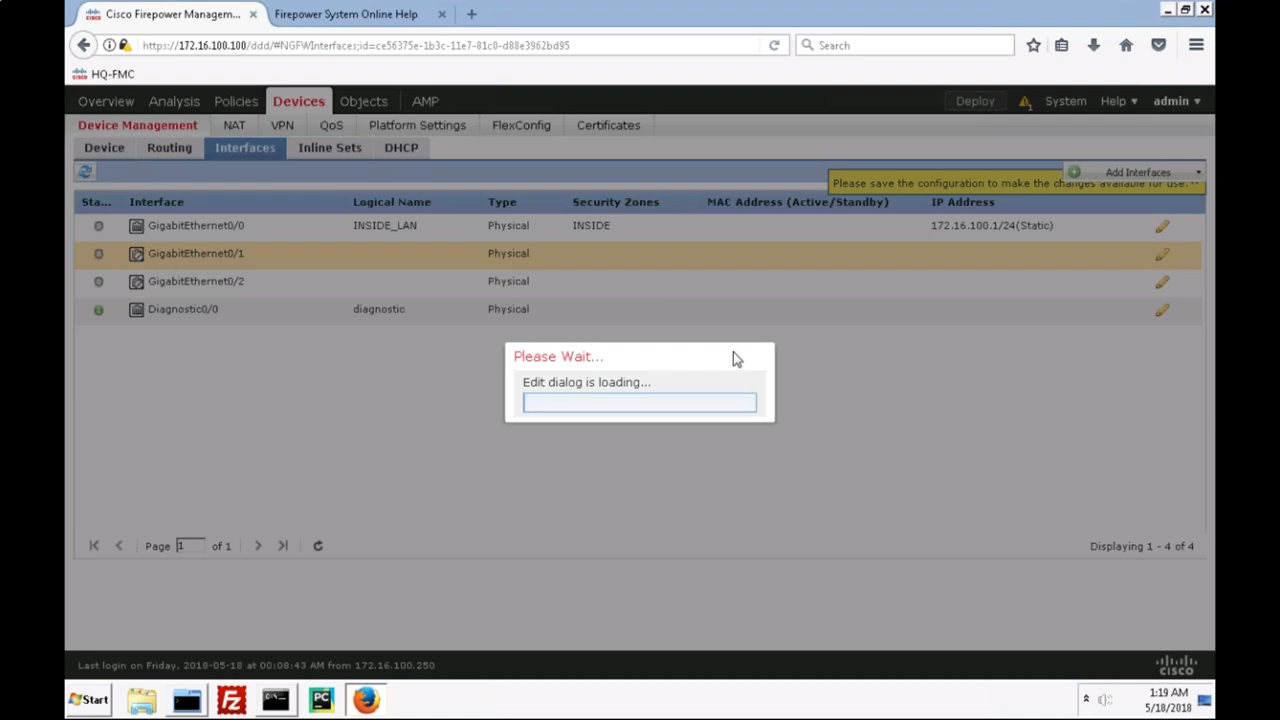 Cisco Firepower Managem...
Firepower System Online Help
https://172.16.100.100/ddd/#NGFWInterfaces;id=ce56375e-1b3c-11e7-81c0-d88e3962bd95
Search
HQ-FMC
Overview Analysis Policies Devices Objects AMP Deploy 1 System Help admin
Device Management NAT VPN QoS Platform Settings FlexConfig Certificates
Device Routing Interfaces Inline Sets DHCP
Add Interfaces
Please save the configuration to make the changes available for use.
Sta... Interface Logical Name Type Security Zones MAC Address (Active/Standby) IP Address
GigabitEthernet0/0 INSIDE_LAN Physical INSIDE 172.16.100.1/24(Static)
GigabitEthernet0/1 Physical
GigabitEthernet0/2 Physical
Diagnostic0/0 diagnostic Physical
Please Wait...
Edit dialog is loading...
Page 1 of 1
Displaying 1 - 4 of 4
Last login on Friday, 2018-05-18 at 00:08:43 AM from 172.16.100.250
CISCO
Start
PC
1:19 AM
5/18/2018